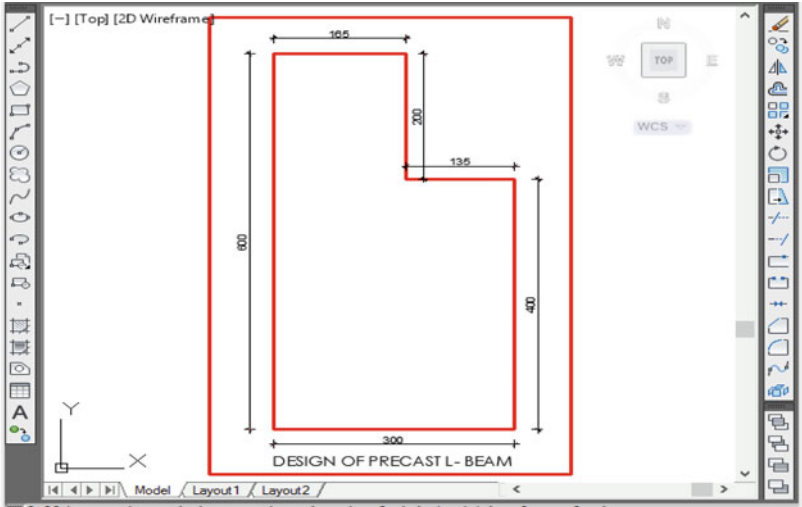 [−] [Top] [2D Wireframe]
N
W TOP E
S
WCS
165
200
135
600
400
300
DESIGN OF PRECAST L- BEAM
Y
X
A
Model / Layout1 / Layout2 /